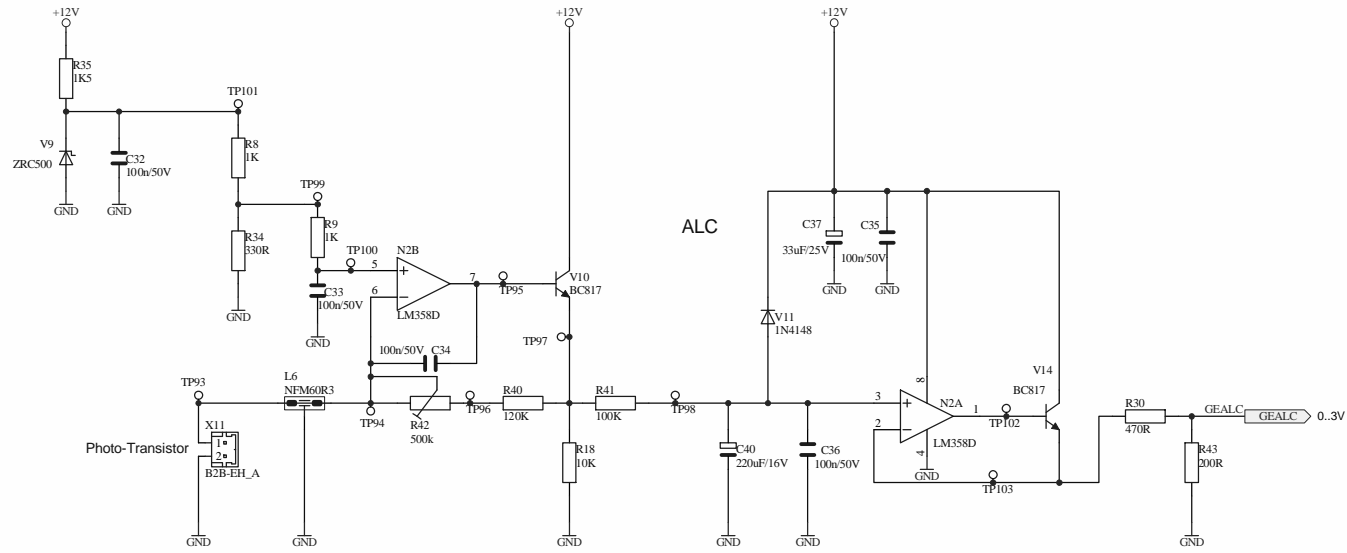 +12V
+12V
+12V
R35
1K5
TP101
V9
ZRC500
C32
100n/50V
R8
1K
GND
GND
TP99
R34
330R
R9
1K
TP100
N2B
5
6
7
LM358D
C33
100n/50V
GND
GND
TP95
V10
BC817
TP97
100n/50V
C34
ALC
C37
33uF/25V
C35
100n/50V
GND
GND
V11
1N4148
TP93
L6
NFM60R3
TP94
R42
500k
TP96
R40
120K
R41
100K
TP98
X11
1
2
B2B-EH_A
Photo-Transistor
R18
10K
C40
220uF/16V
C36
100n/50V
3
2
8
4
1
N2A
LM358D
GND
TP102
V14
BC817
TP103
R30
470R
GEALC
GEALC
0..3V
R43
200R
GND
GND
GND
GND
GND
GND